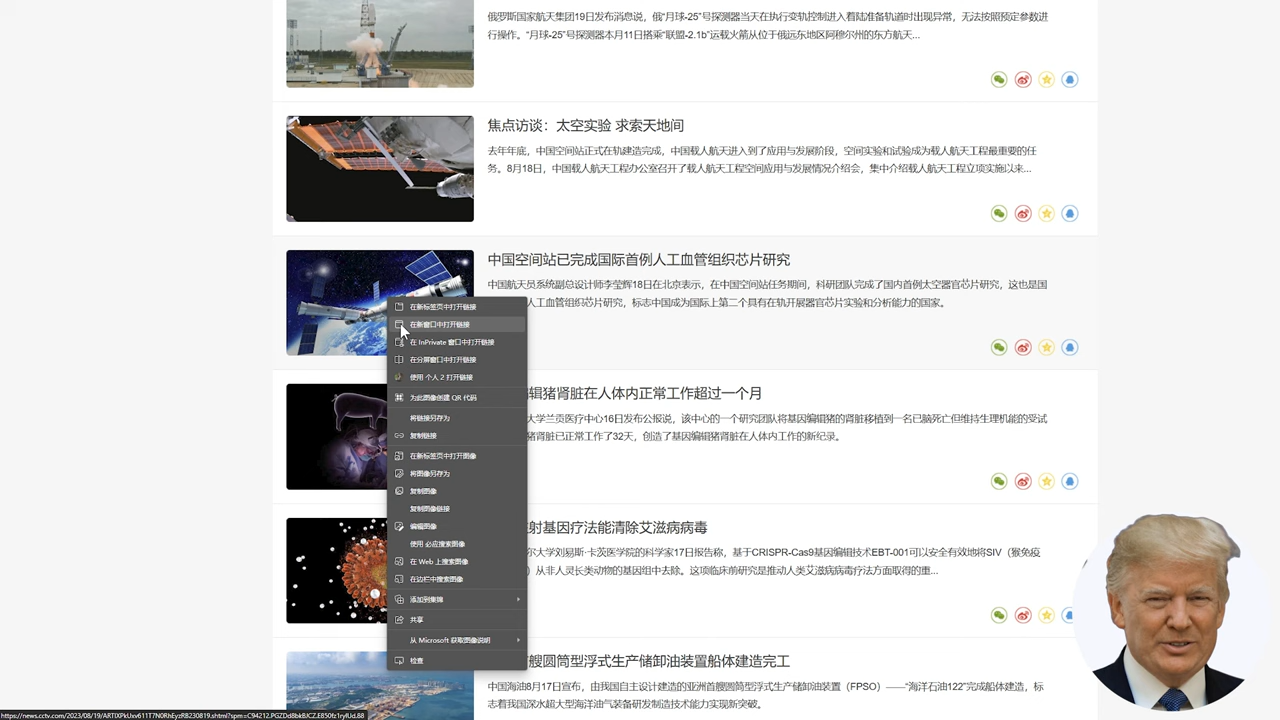 俄罗斯国家航天集团19日发布消息说，俄“月球-25”号探测器当天在执行变轨控制进入着陆准备轨道时出现异常，无法按照预定参数进
行操作。“月球-25”号探测器本月11日搭乘“联盟-2.1b”运载火箭从位于俄远东地区阿穆尔州的东方航天...
焦点访谈：太空实验 求索天地间
去年年底，中国空间站正式在轨建造完成，中国载人航天进入到了应用与发展阶段，空间实验和试验成为载人航天工程最重要的任
务。8月18日，中国载人航天工程办公室召开了载人航天工程空间应用与发展情况介绍会，集中介绍载人航天工程立项实施以来...
中国空间站已完成国际首例人工血管组织芯片研究
中国航天员系统副总设计师李莹辉18日在北京表示，在中国空间站任务期间，科研团队完成了国内首例太空器官芯片研究，这也是国
人工血管组织芯片研究，标志中国成为国际上第二个具有在轨开展器官芯片实验和分析能力的国家。
在新标签页中打开链接
在新窗口中打开链接
在 InPrivate 窗口中打开链接
在分屏窗口中打开链接
使用 个人 2 打开链接
为此图像创建 QR 代码
将链接另存为
复制链接
在新标签页中打开图像
将图像另存为
复制图像
复制图像链接
编辑图像
使用 必应搜索图像
在 Web 上搜索图像
在边栏中搜索图像
添加到集锦
共享
从 Microsoft 获取图像说明
检查
编辑猪肾脏在人体内正常工作超过一个月
大学兰贡医疗中心16日发布公报说，该中心的一个研究团队将基因编辑猪的肾脏移植到一名已脑死亡但维持生理机能的受试
猪肾脏已正常工作了32天，创造了基因编辑猪肾脏在人体内工作的新纪录。
射基因疗法能清除艾滋病病毒
尔大学刘易斯·卡茨医学院的科学家17日报告称，基于CRISPR-Cas9基因编辑技术EBT-001可以安全有效地将SIV（猴免疫
）从非人灵长类动物的基因组中去除。这项临床前研究是推动人类艾滋病病毒疗法方面取得的重...
艘圆筒型浮式生产储卸油装置船体建造完工
中国海油8月17日宣布，由我国自主设计建造的亚洲首艘圆筒型浮式生产储卸油装置（FPSO）——“海洋石油122”完成船体建造，标
志着我国深水超大型海洋油气装备研发制造技术能力实现新突破。